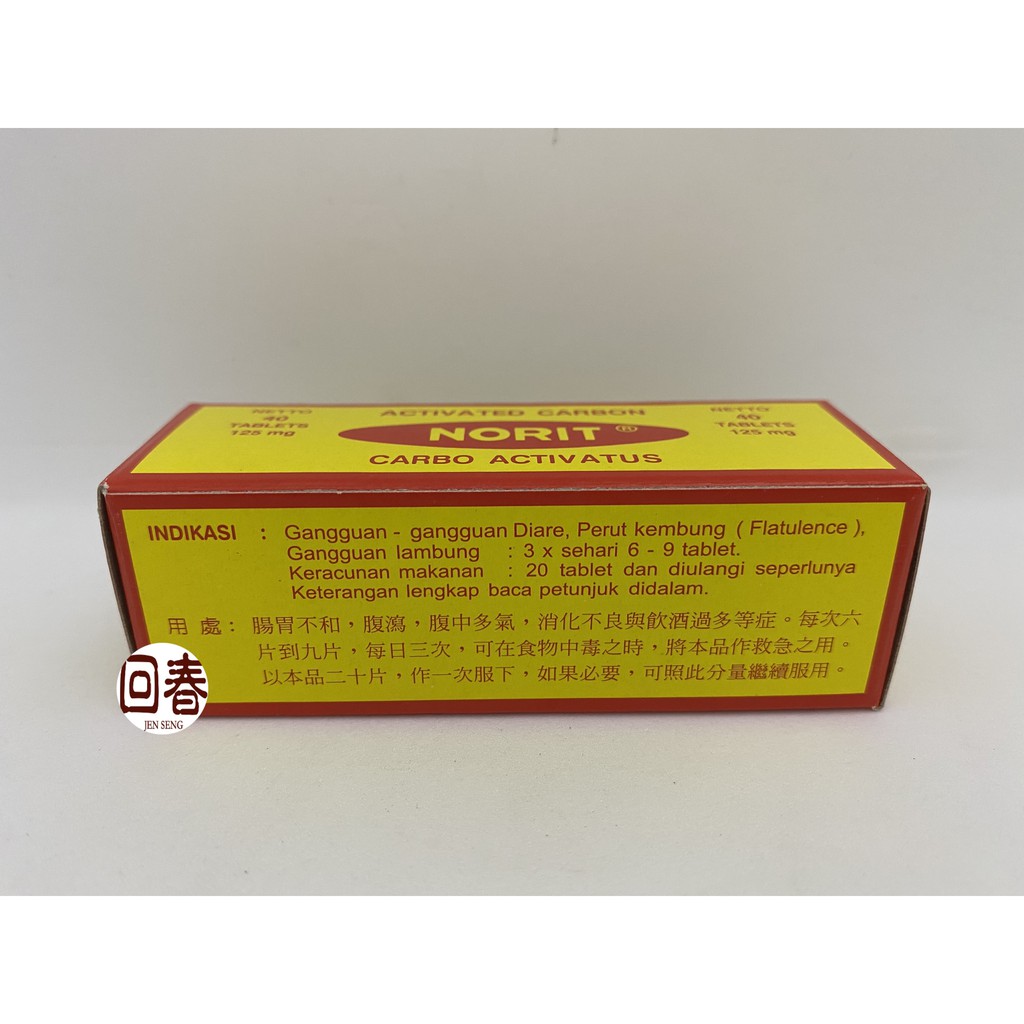 NETTO
40
TABLETS
125 mg
ACTIVATED CARBON
NORIT®
CARBO ACTIVATUS
NETTO
40
TABLETS
125 mg
INDIKASI : Gangguan - gangguan Diare, Perut kembung ( Flatulence ),
Gangguan lambung : 3 x sehari 6 - 9 tablet.
Keracunan makanan : 20 tablet dan diulangi seperlunya
Keterangan lengkap baca petunjuk didalam.
用處：腸胃不和，腹瀉，腹中多氣，消化不良與飲酒過多等症。每次六
片到九片，每日三次，可在食物中毒之時，將本品作救急之用。
以本品二十片，作一次服下，如果必要，可照此分量繼續服用。
回春
JEN SENG